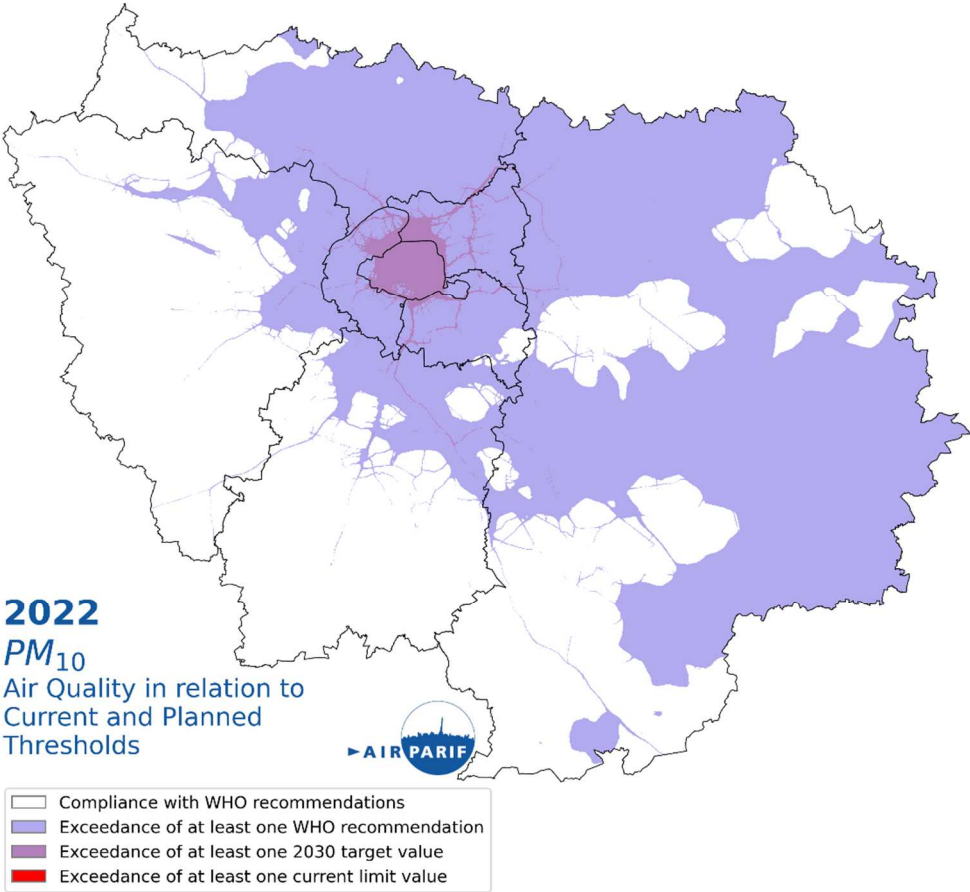 2022
PM10
Air Quality in relation to
Current and Planned
Thresholds
AIRPARIF
Compliance with WHO recommendations
Exceedance of at least one WHO recommendation
Exceedance of at least one 2030 target value
Exceedance of at least one current limit value